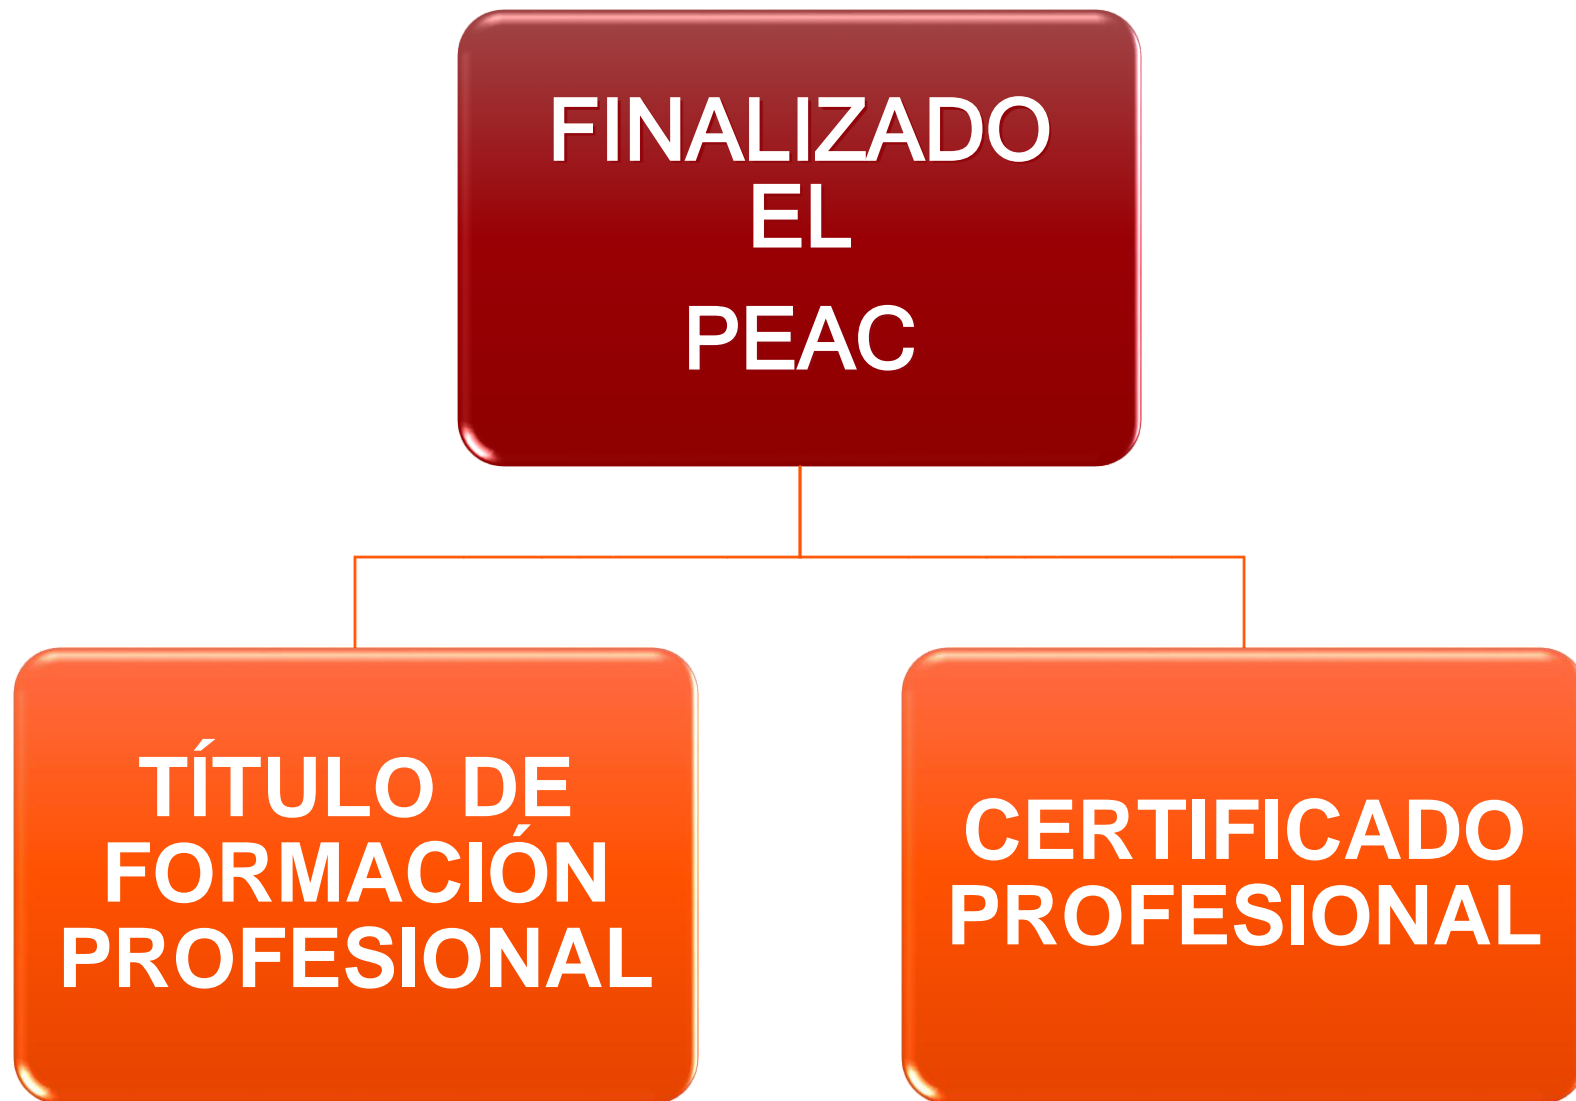 FINALIZADO
EL
PEAC
TÍTULO DE
FORMACIÓN
PROFESIONAL
CERTIFICADO
PROFESIONAL